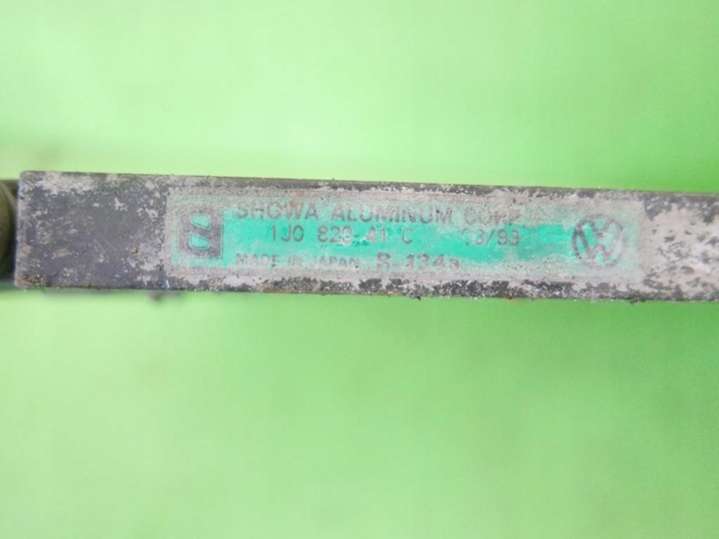 SHOWA ALUMINUM CORP
1J0 820 411 C
MADE IN JAPAN R 134a